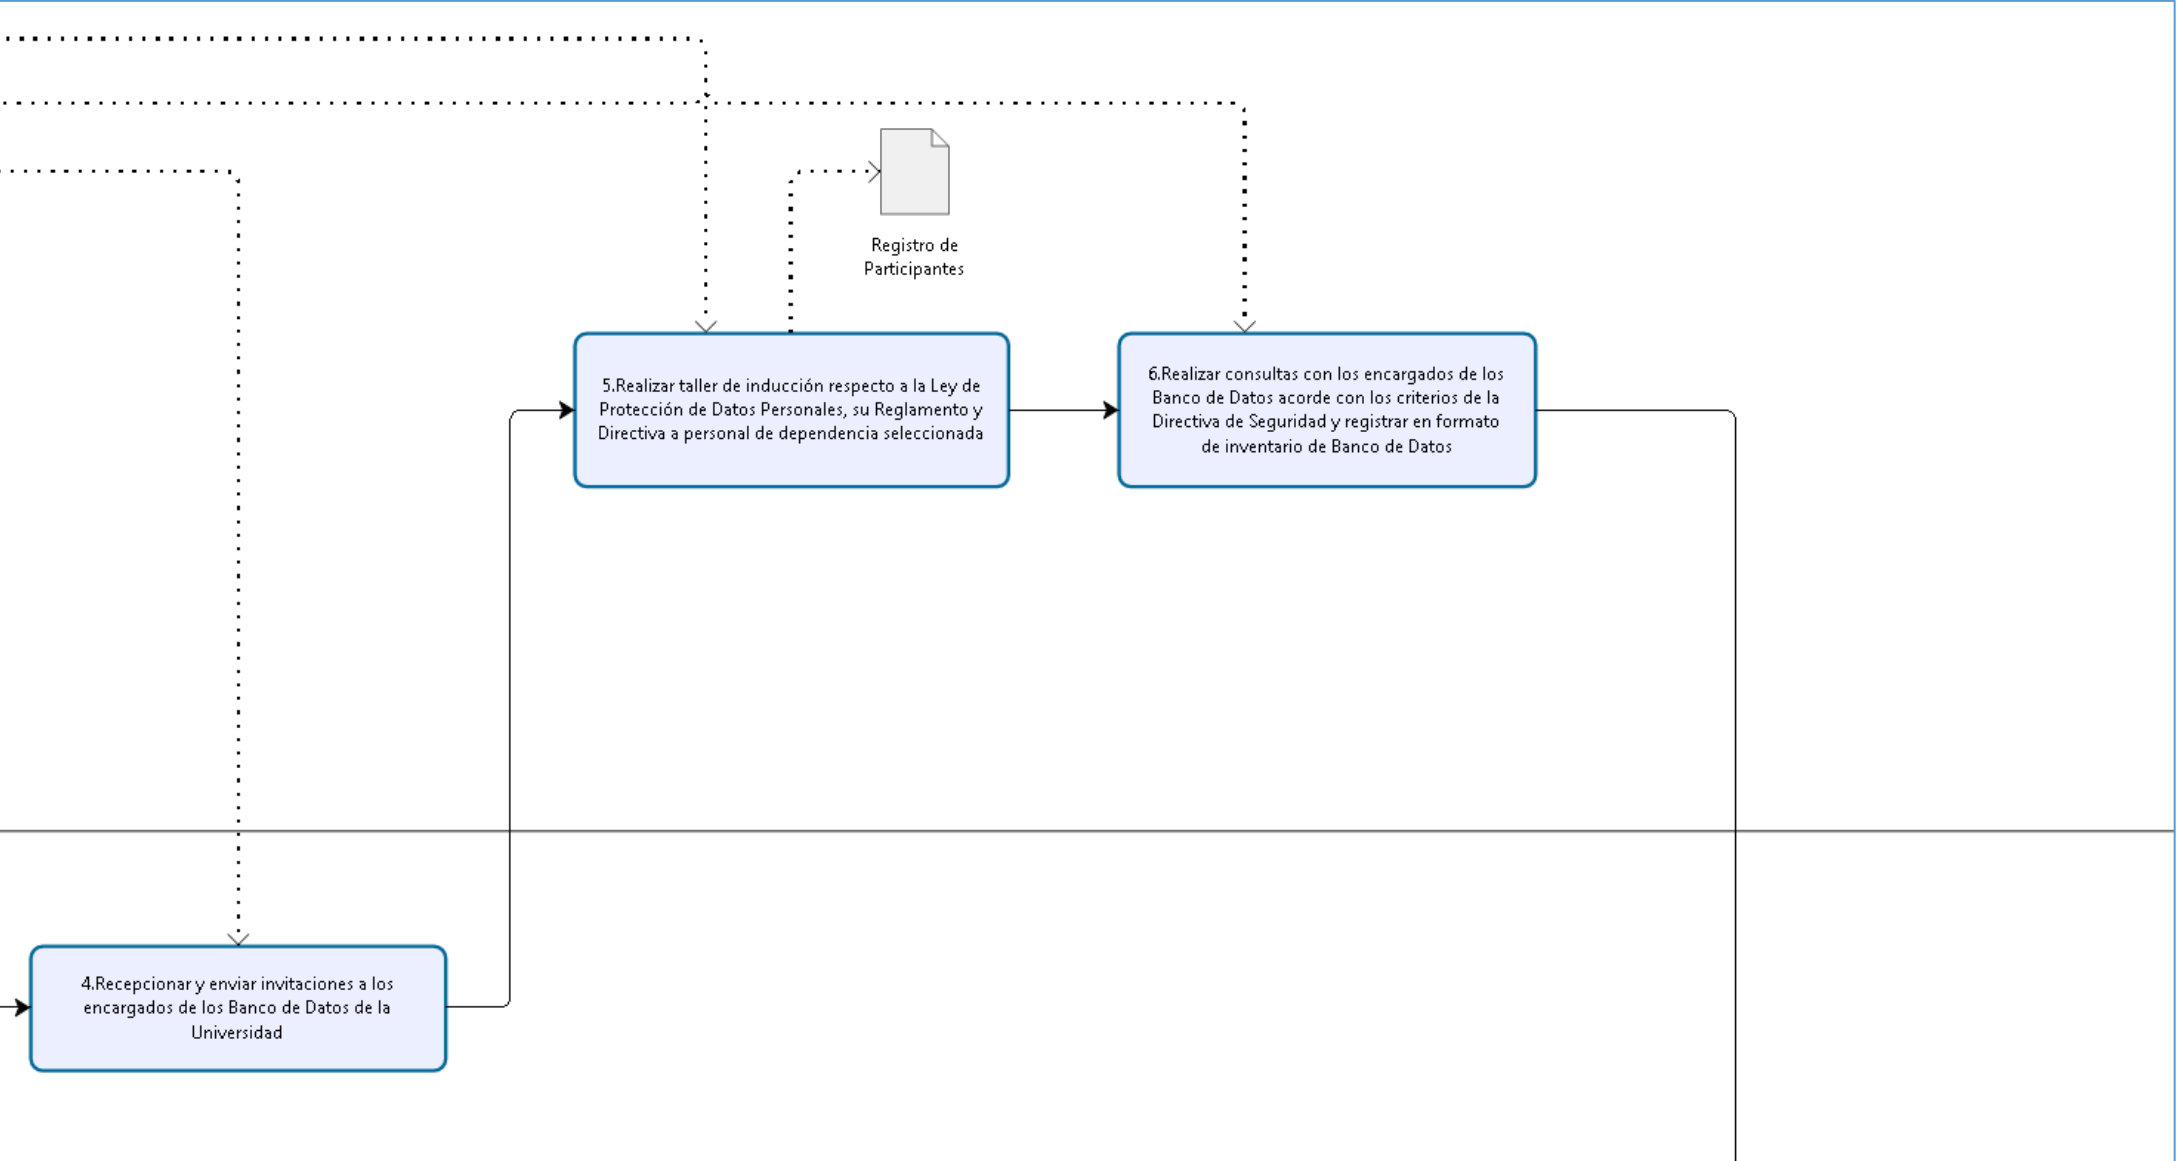 Registro de
Participantes
5.Realizar taller de inducción respecto a la Ley de
Protección de Datos Personales, su Reglamento y
Directiva a personal de dependencia seleccionada
6.Realizar consultas con los encargados de los
Banco de Datos acorde con los criterios de la
Directiva de Seguridad y registrar en formato
de inventario de Banco de Datos
4.Recepcionar y enviar invitaciones a los
encargados de los Banco de Datos de la
Universidad